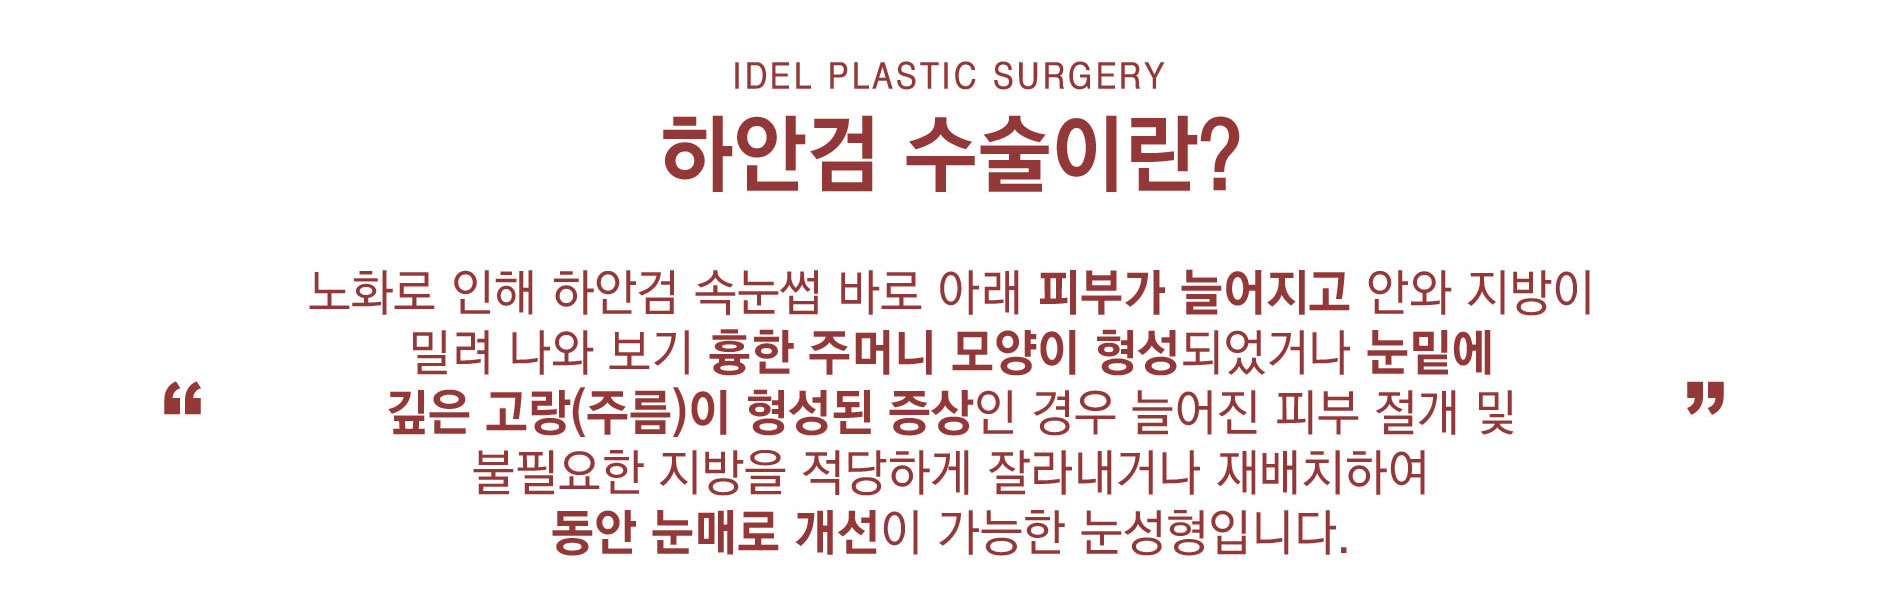 IDEL PLASTIC SURGERY
하안검 수술이란?
노화로 인해 하안검 속눈썹 바로 아래 피부가 늘어지고 안와 지방이
밀려 나와 보기 흉한 주머니 모양이 형성되었거나 눈밑에
“ 깊은 고랑(주름)이 형성된 증상인 경우 늘어진 피부 절개 및 ”
불필요한 지방을 적당하게 잘라내거나 재배치하여
동안 눈매로 개선이 가능한 눈성형입니다.